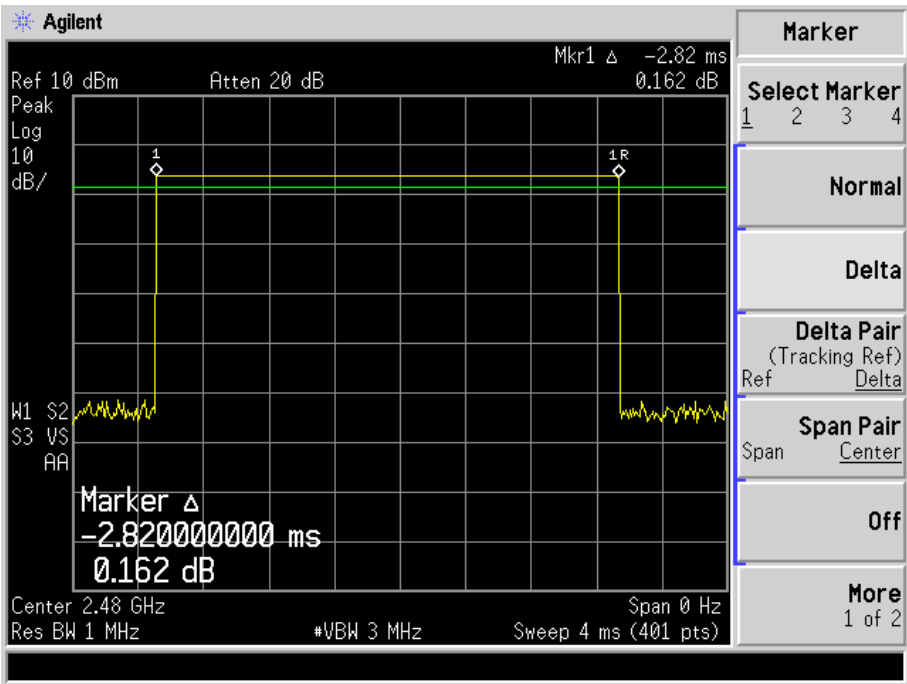 Agilent
Mkr1 Δ -2.82 ms
Ref 10 dBm Atten 20 dB 0.162 dB
Peak
Log
10
dB/
1
1R
W1 S2
S3 VS
AA
Marker Δ
-2.820000000 ms
0.162 dB
Center 2.48 GHz Span 0 Hz
Res BW 1 MHz #VBW 3 MHz Sweep 4 ms (401 pts)
Marker
Select Marker
1 2 3 4
Normal
Delta
Delta Pair
(Tracking Ref)
Ref Delta
Span Pair
Span Center
Off
More
1 of 2